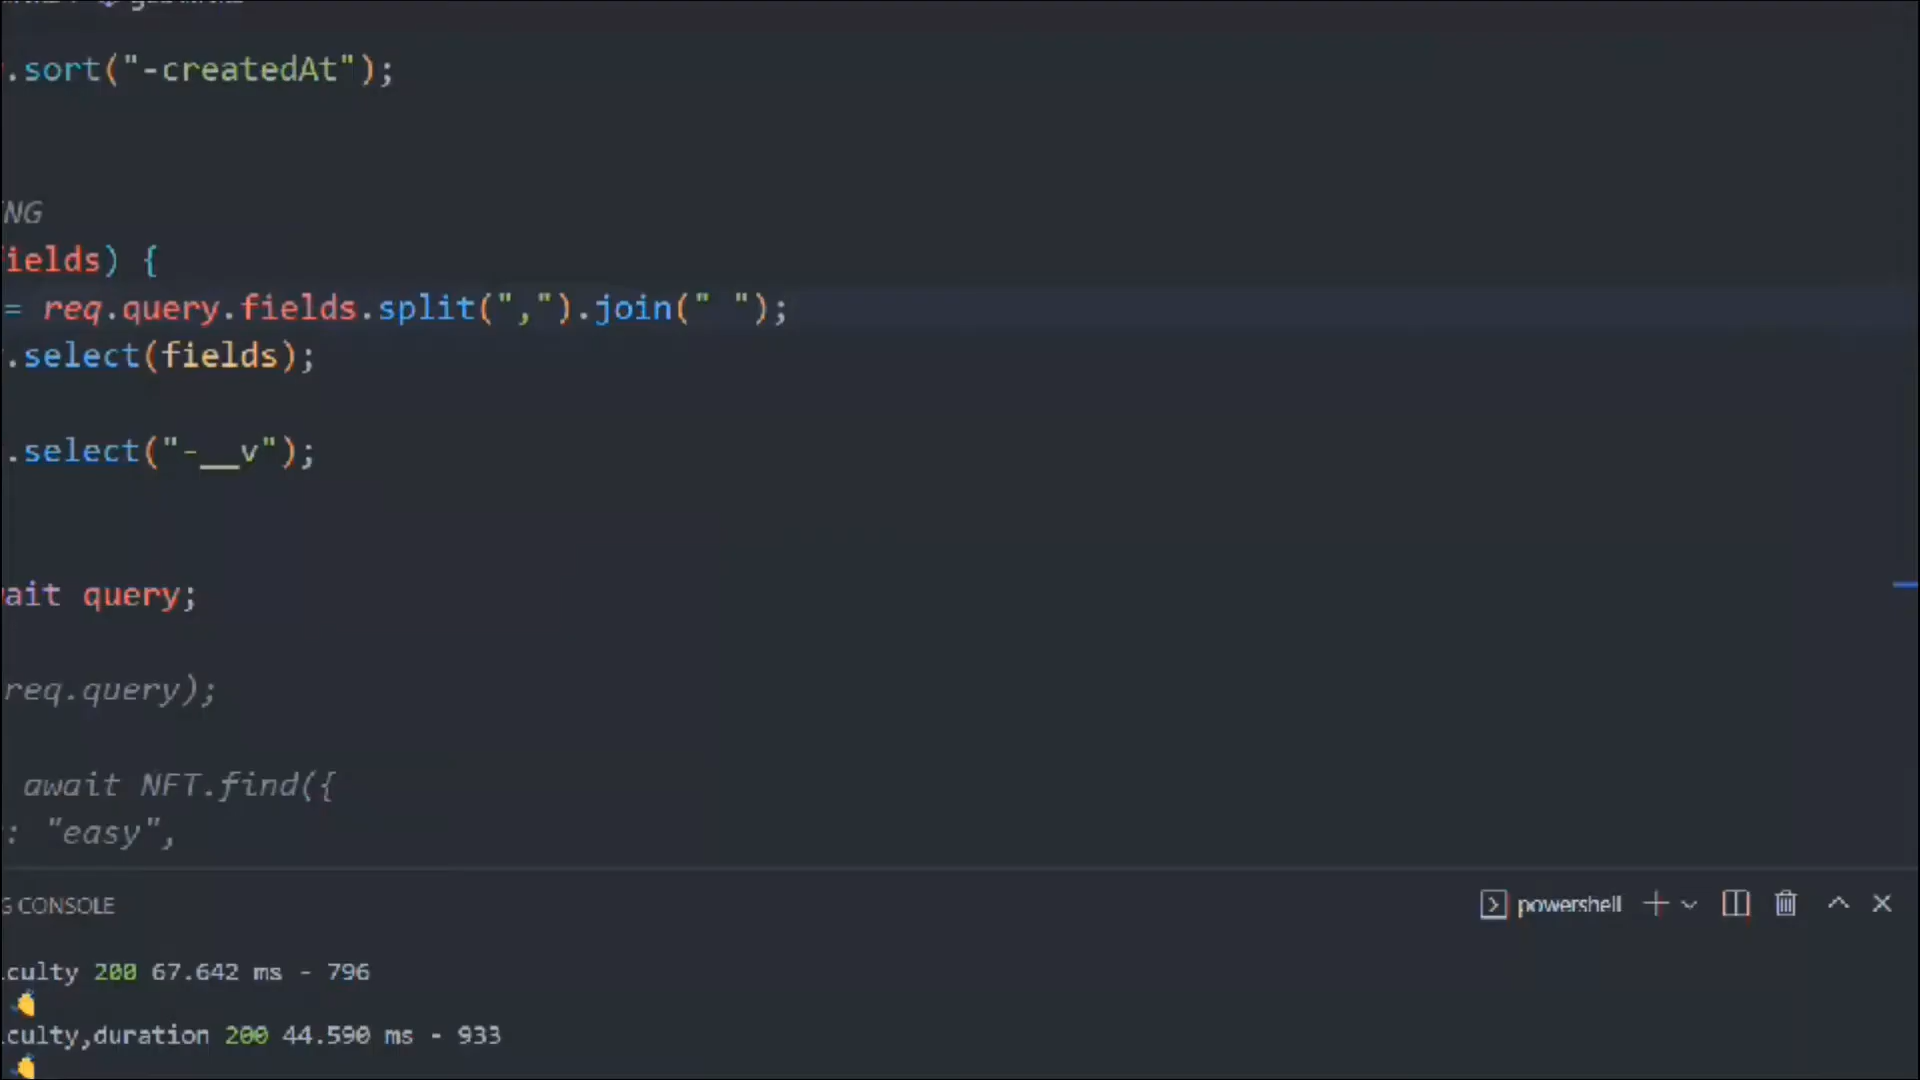 .sort("-createdAt");
NG
ields) {
= req.query.fields.split(",").join(" ");
.select(fields);
.select("-__v");
ait query;
req.query);
await NFT.find({
: "easy",
G CONSOLE
powershell
culty 200 67.642 ms - 796
culty,duration 200 44.590 ms - 933